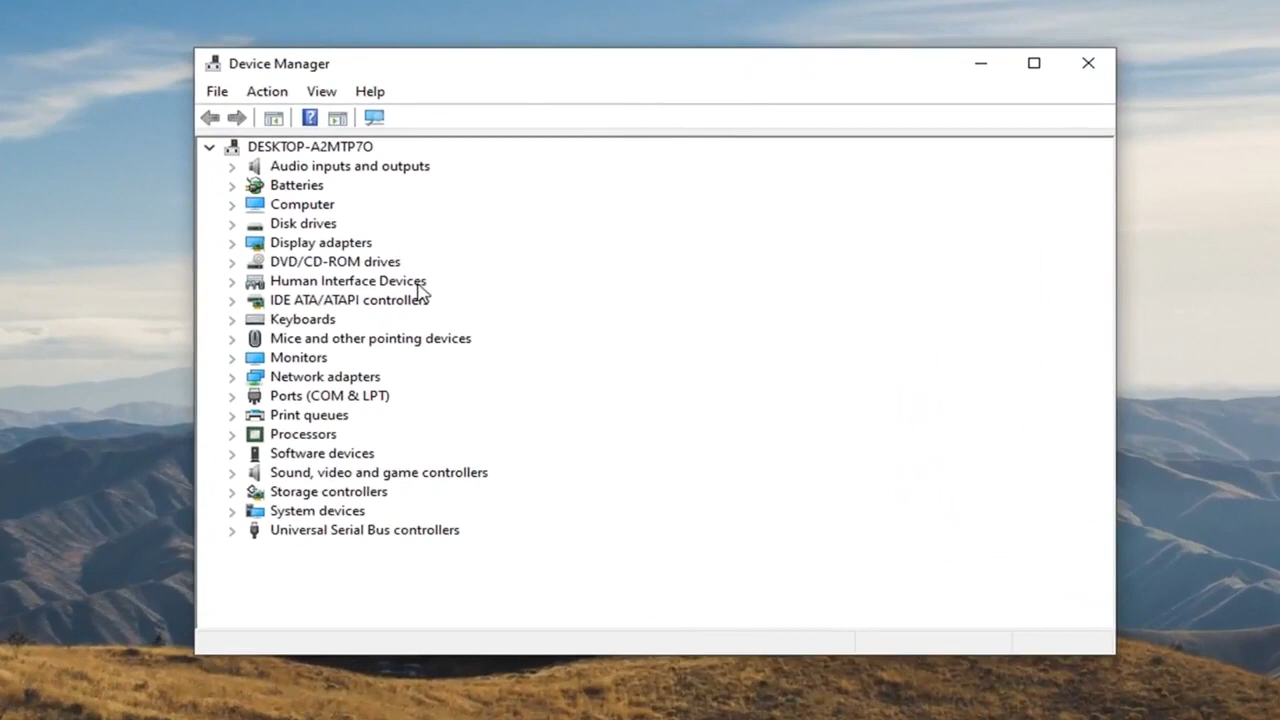 Device Manager
File Action View Help
DESKTOP-A2MTP7O
Audio inputs and outputs
Batteries
Computer
Disk drives
Display adapters
DVD/CD-ROM drives
Human Interface Devices
IDE ATA/ATAPI controllers
Keyboards
Mice and other pointing devices
Monitors
Network adapters
Ports (COM & LPT)
Print queues
Processors
Software devices
Sound, video and game controllers
Storage controllers
System devices
Universal Serial Bus controllers